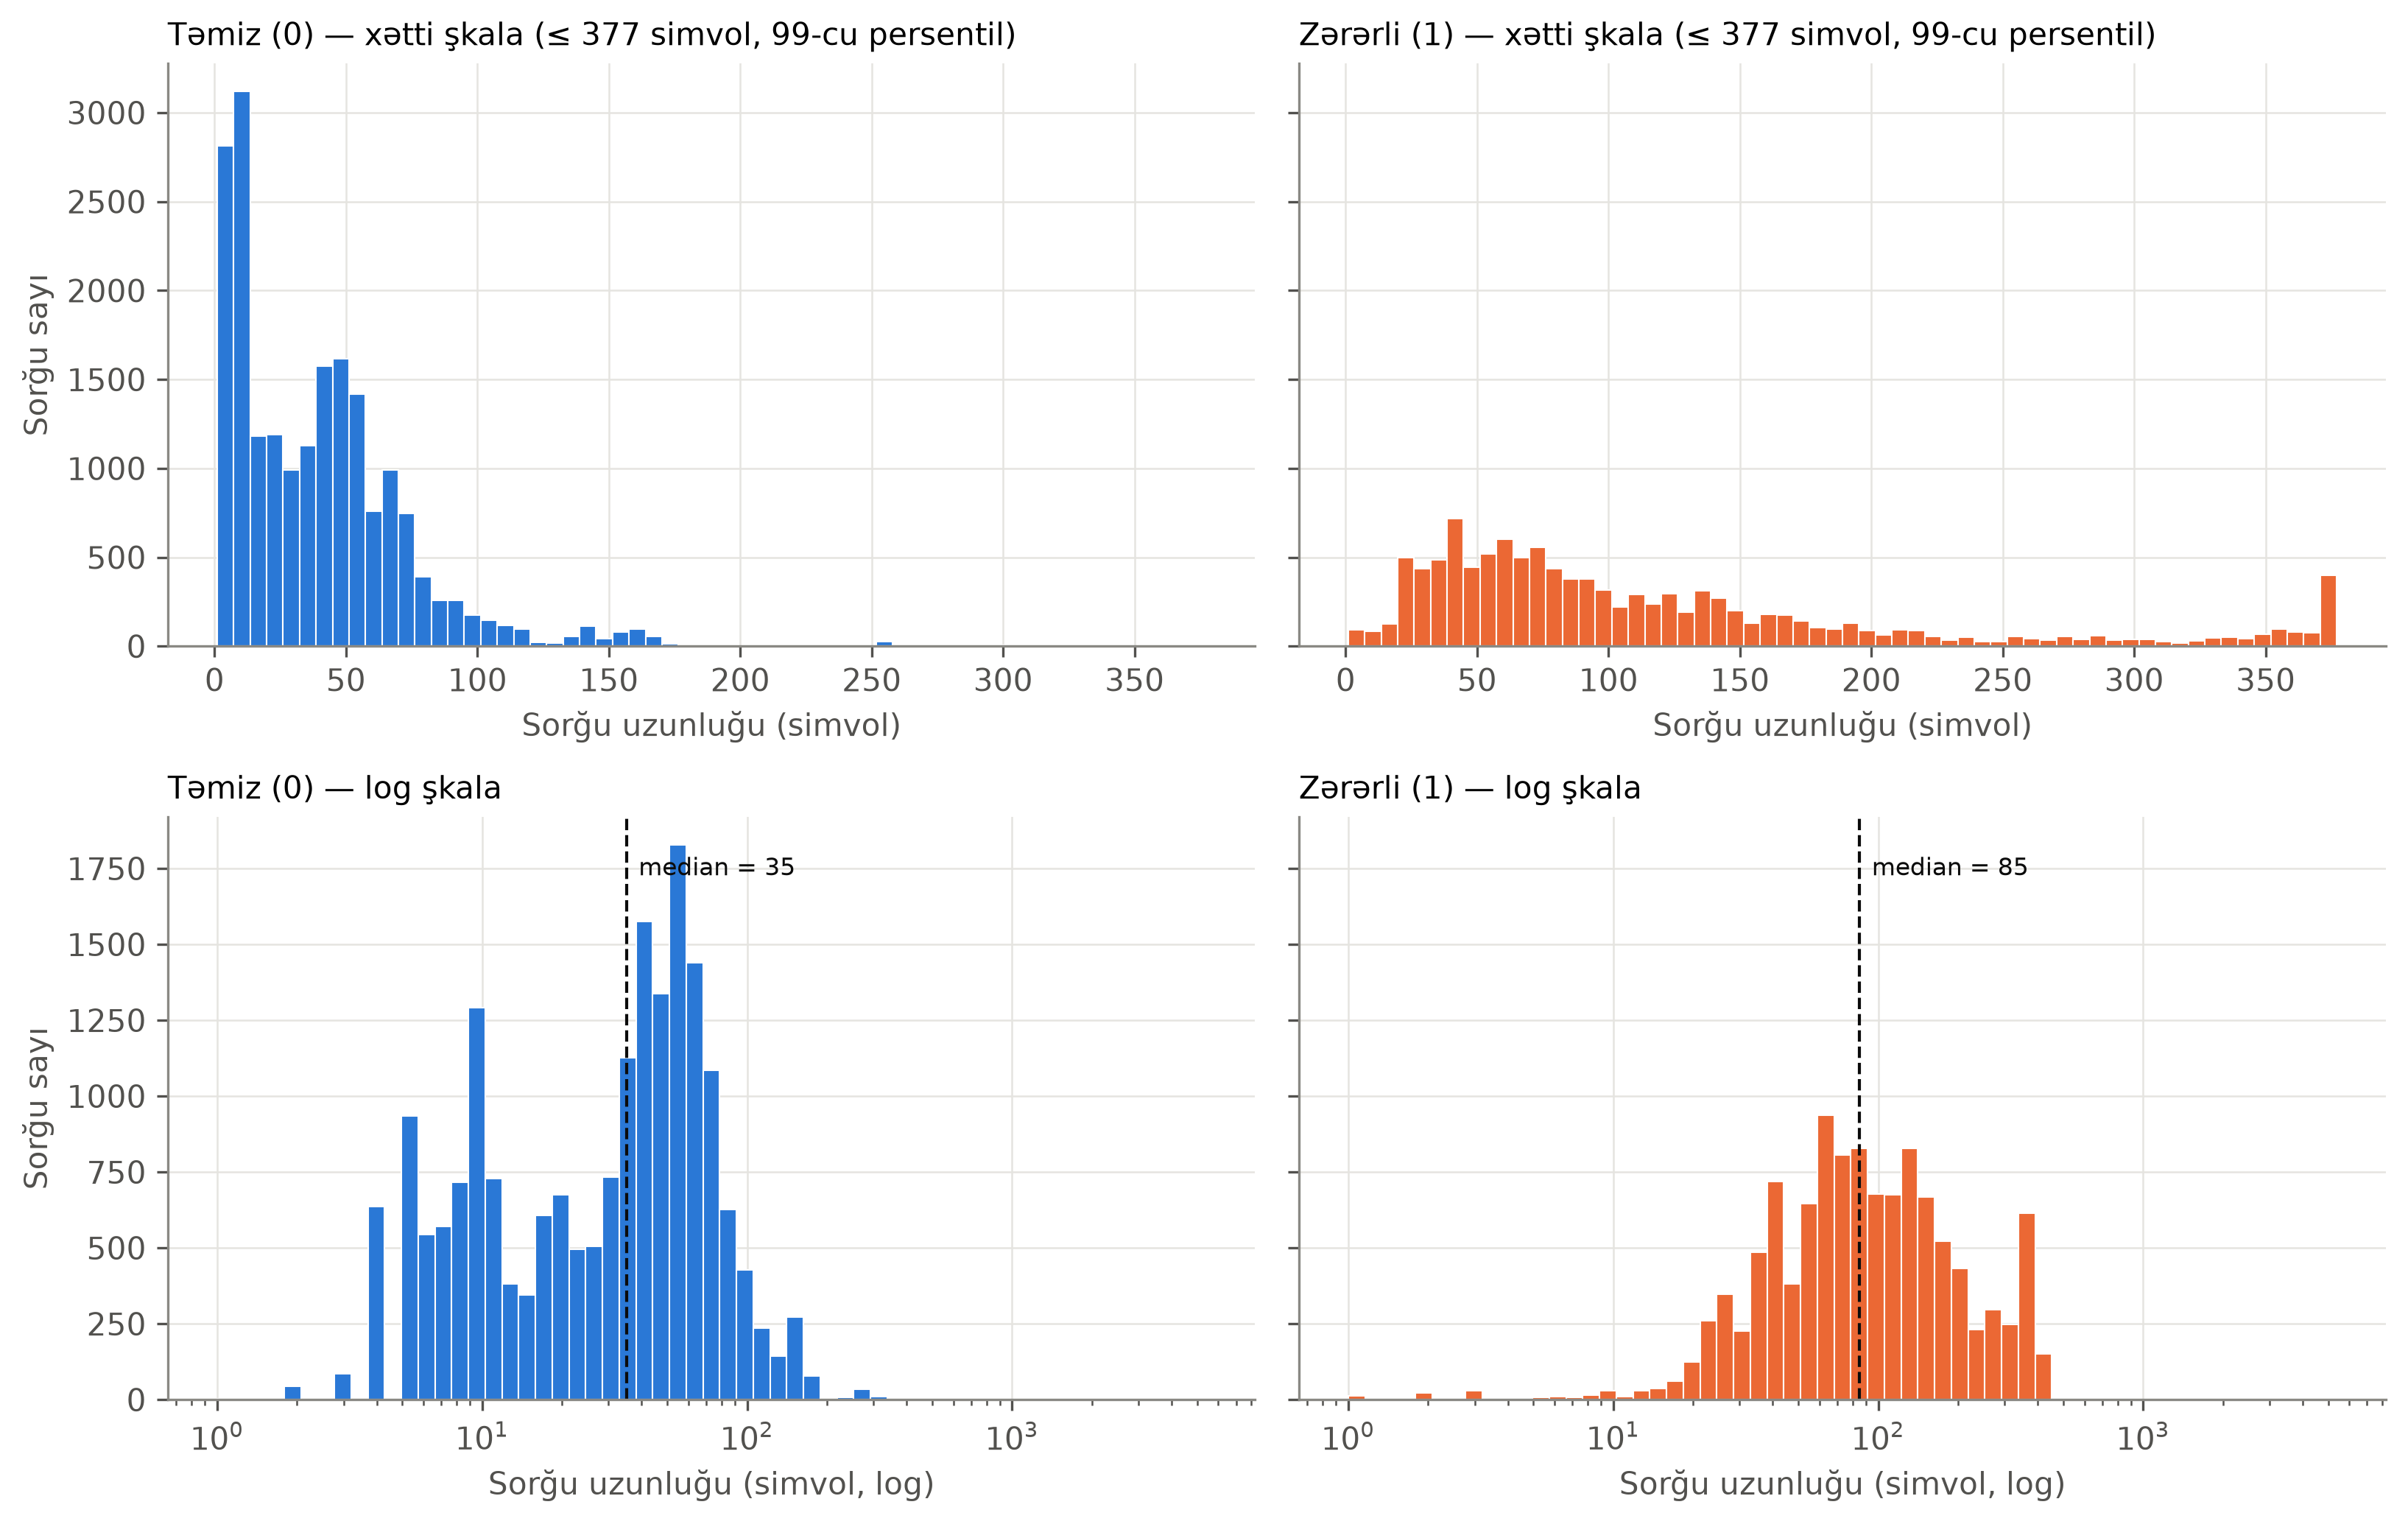 Təmiz (0) — xətti şkala (≤ 377 simvol, 99-cu persentil)
Sorğu sayı
3000
2500
2000
1500
1000
500
0
0 50 100 150 200 250 300 350
Sorğu uzunluğu (simvol)
Zərərli (1) — xətti şkala (≤ 377 simvol, 99-cu persentil)
0 50 100 150 200 250 300 350
Sorğu uzunluğu (simvol)
Təmiz (0) — log şkala
Sorğu sayı
1750
1500
1250
1000
750
500
250
0
median = 35
10⁰ 10¹ 10² 10³
Sorğu uzunluğu (simvol, log)
Zərərli (1) — log şkala
median = 85
10⁰ 10¹ 10² 10³
Sorğu uzunluğu (simvol, log)